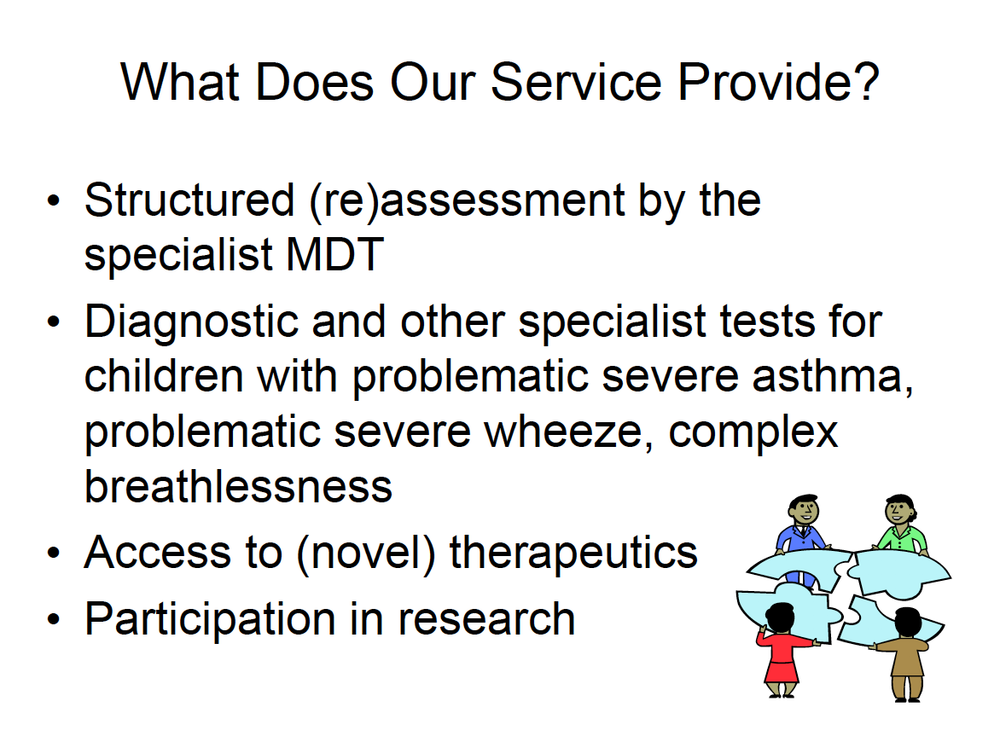 What Does Our Service Provide?
• Structured (re)assessment by the
specialist MDT
• Diagnostic and other specialist tests for
children with problematic severe asthma,
problematic severe wheeze, complex
breathlessness
• Access to (novel) therapeutics
• Participation in research